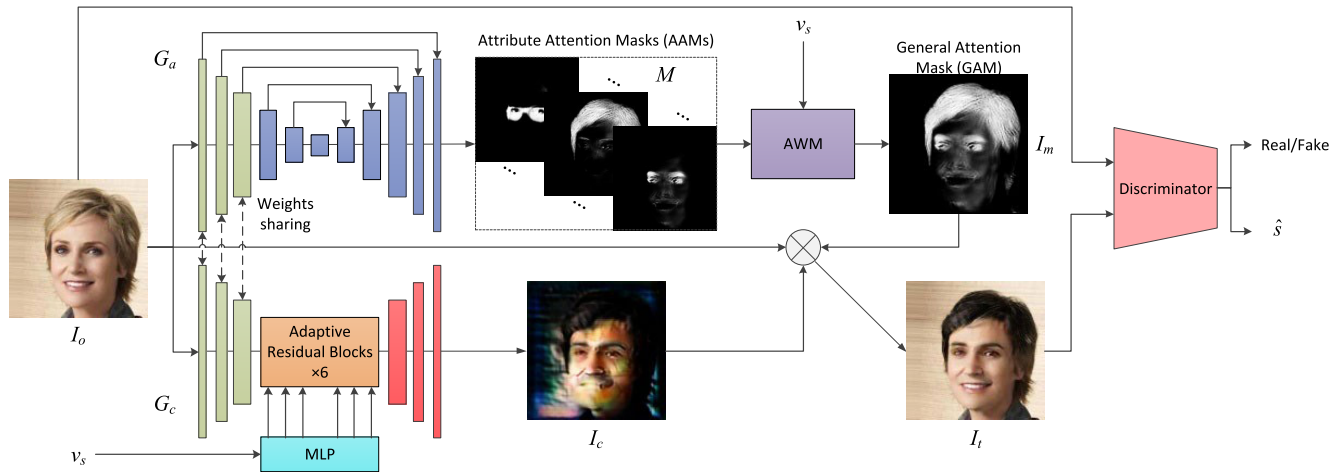 G_a
Attribute Attention Masks (AAMs)
M
v_s
General Attention
Mask (GAM)
AWM
I_m
Real/Fake
Discriminator
ŝ
Weights
sharing
I_o
Adaptive
Residual Blocks
×6
G_c
v_s
MLP
I_c
I_t